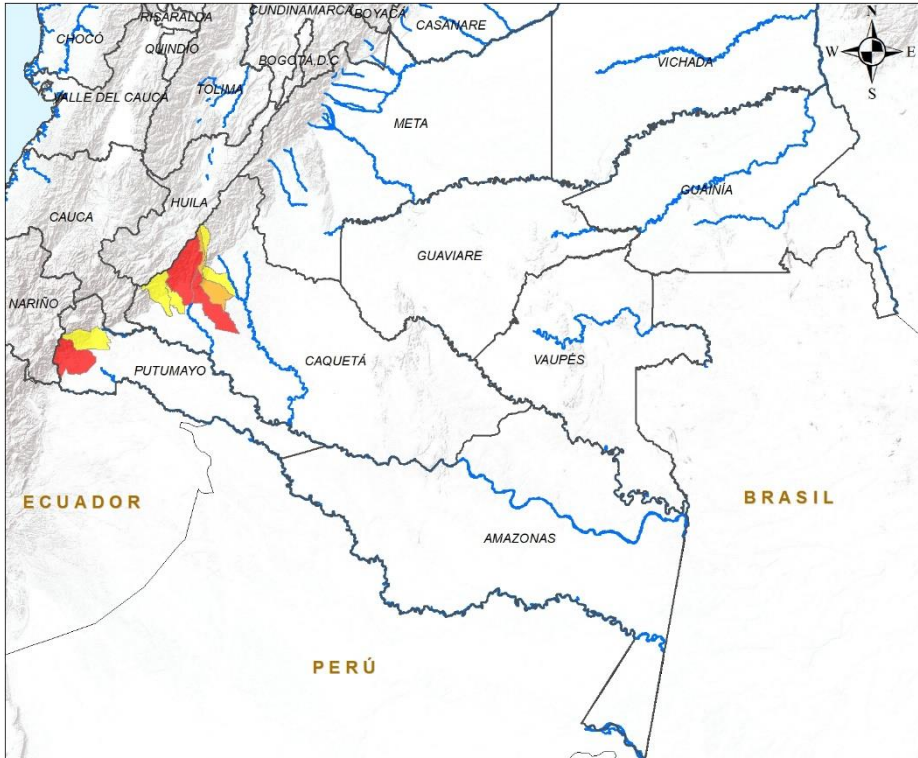 CUNDINAMARCA
BOYACÁ
RISARALDA
CASANARE
N
CHOCÓ
QUINDIO
BOGOTÁ D.C
W
E
VICHADA
TOLIMA
VALLE DEL CAUCA
S
META
GUAINÍA
HUILA
CAUCA
GUAVIARE
NARIÑO
CAQUETÁ
VAUPÉS
PUTUMAYO
ECUADOR
BRASIL
AMAZONAS
PERÚ